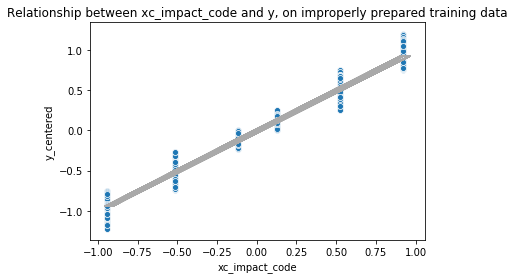 Relationship between xc_impact_code and y, on improperly prepared training data
1.0
0.5
0.0
-0.5
-1.0
y_centered
-1.00 -0.75 -0.50 -0.25 0.00 0.25 0.50 0.75 1.00
xc_impact_code